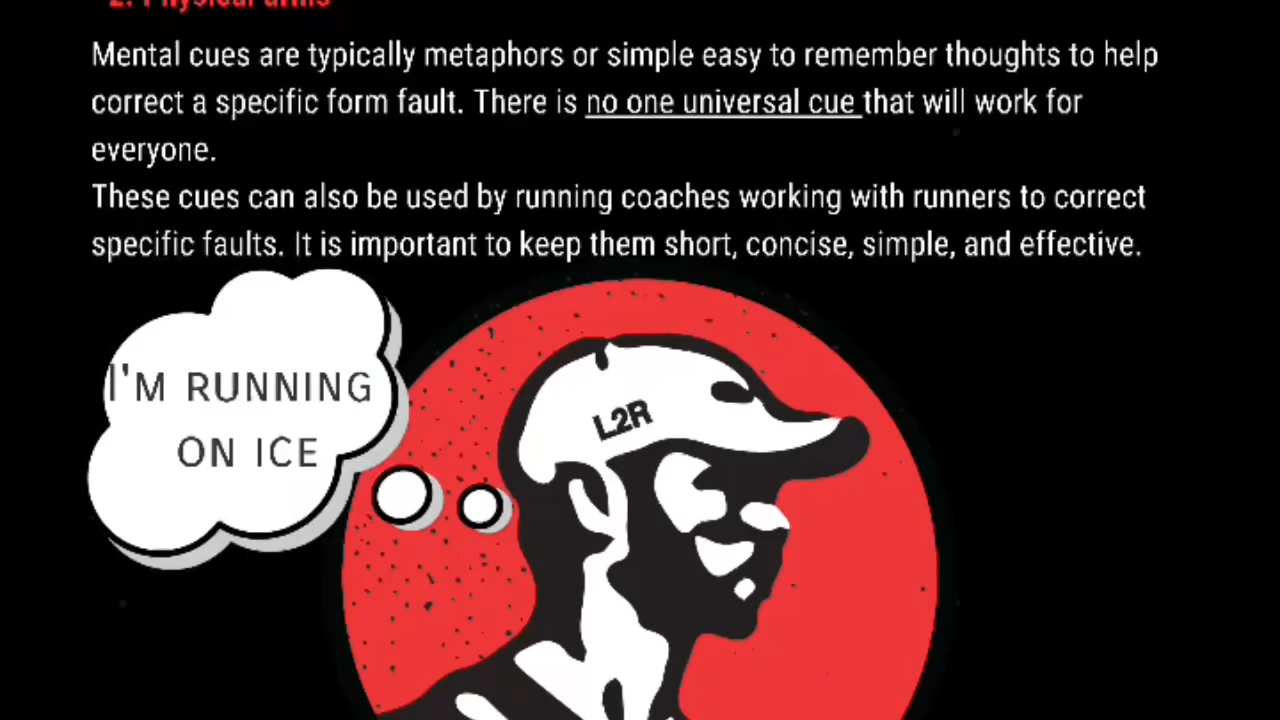 2. Physical drills
Mental cues are typically metaphors or simple easy to remember thoughts to help
correct a specific form fault. There is no one universal cue that will work for
everyone.
These cues can also be used by running coaches working with runners to correct
specific faults. It is important to keep them short, concise, simple, and effective.
I'M RUNNING
ON ICE
L2R